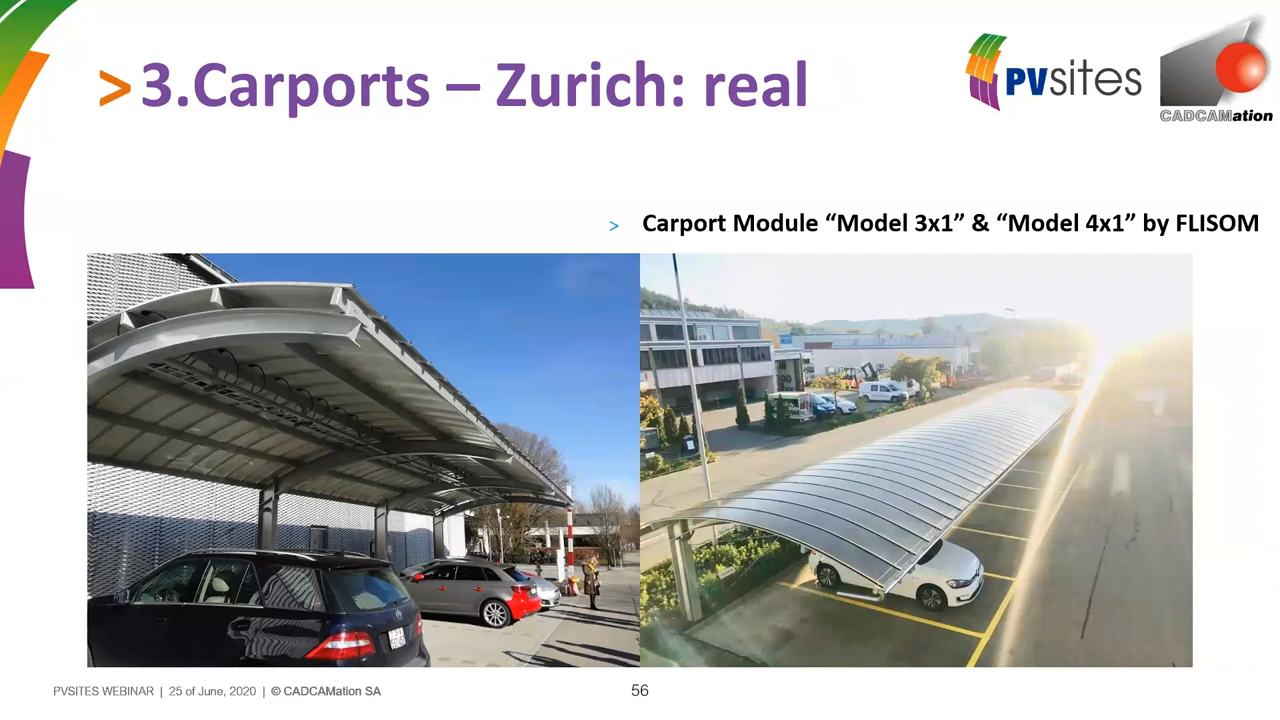 >3.Carports – Zurich: real
PVsites
CADCAMation
> Carport Module “Model 3x1” & “Model 4x1” by FLISOM
PVSITES WEBINAR | 25 of June, 2020 | © CADCAMation SA
56